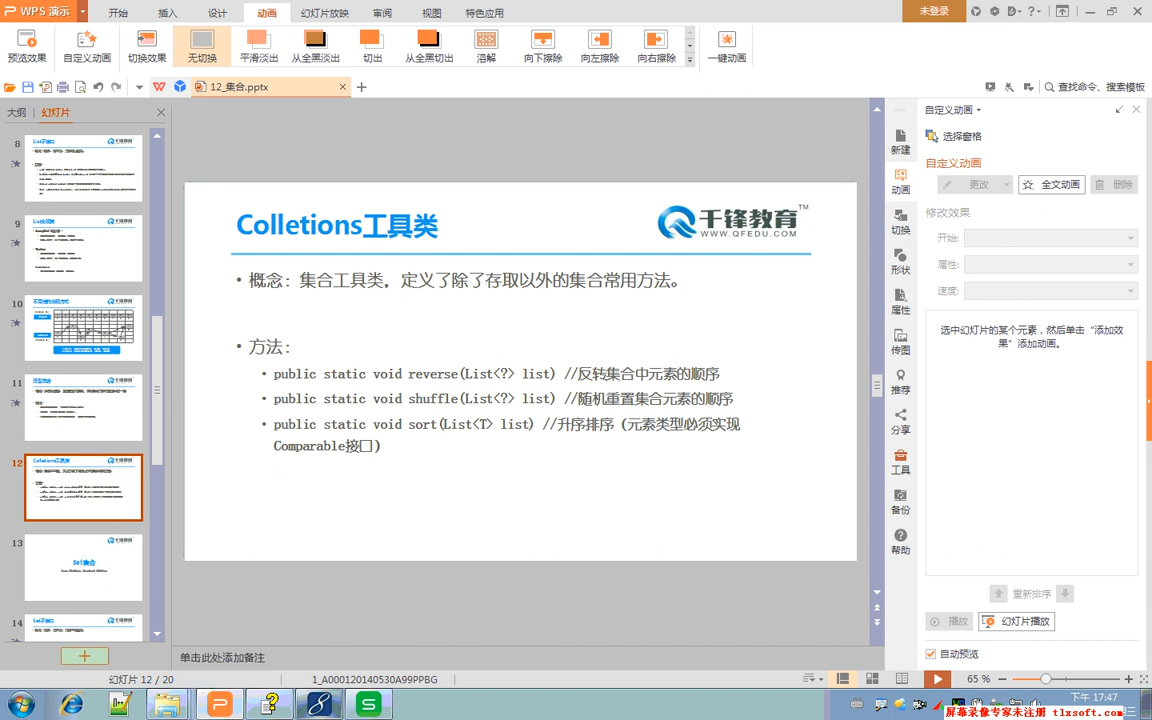 WPS 演示
开始 插入 设计 动画 幻灯片放映 审阅 视图 特色应用
未登录
预览效果 自定义动画 切换效果 无切换 平滑淡出 从全黑淡出 切出 从全黑切出 溶解 向下擦除 向左擦除 向右擦除 一键动画
12_集合.pptx
查找命令、搜索模板
大纲 幻灯片
8
9
10
11
12
13
Set集合
14
Colletions工具类
千锋教育 TM
WWW.QFEDU.COM
• 概念：集合工具类，定义了除了存取以外的集合常用方法。
• 方法：
• public static void reverse(List<?> list) //反转集合中元素的顺序
• public static void shuffle(List<?> list) //随机重置集合元素的顺序
• public static void sort(List<T> list) //升序排序（元素类型必须实现
Comparable接口）
单击此处添加备注
新建
动画
切换
形状
属性
传图
推荐
分享
工具
备份
帮助
自定义动画
选择窗格
自定义动画
更改 全文动画 删除
修改效果
开始:
属性:
速度:
选中幻灯片的某个元素，然后单击“添加效
果”添加动画。
重新排序
播放 幻灯片播放
自动预览
幻灯片 12 / 20 1_A000120140530A99PPBG 65 %
下午 17:47
屏幕录像专家未注册 tlxsoft.com